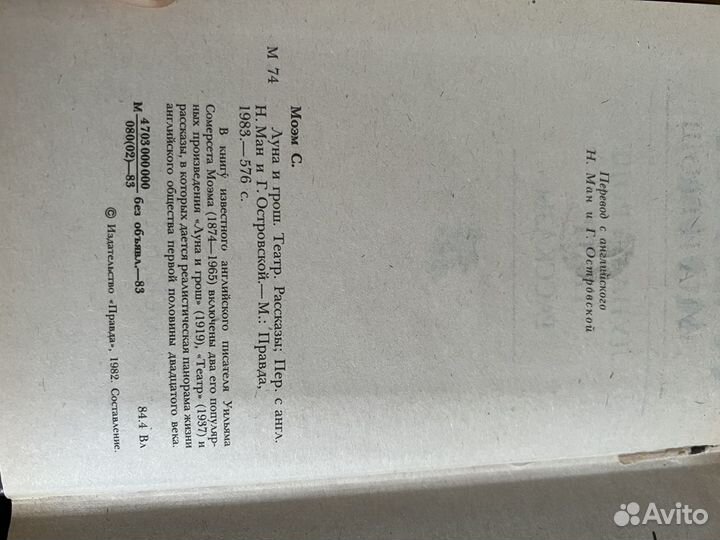 Перевод с английского
Н. Ман и Г. Островской
Моэм С.
М 74
Луна и грош. Театр. Рассказы; Пер. с англ.
Н. Ман и Г. Островской.— М.: Правда,
1983.— 576 с.
В книгу известного английского писателя Уильяма
Сомерсета Моэма (1874—1965) включены два его популяр-
ных произведения «Луна и грош» (1919), «Театр» (1937) и
рассказы, в которых дается реалистическая панорама жизни
английского общества первой половины двадцатого века.
М 4703000000
080(02)—83
без объявл.—83
84.4 Вл
© Издательство «Правда», 1982. Составление.
Avito